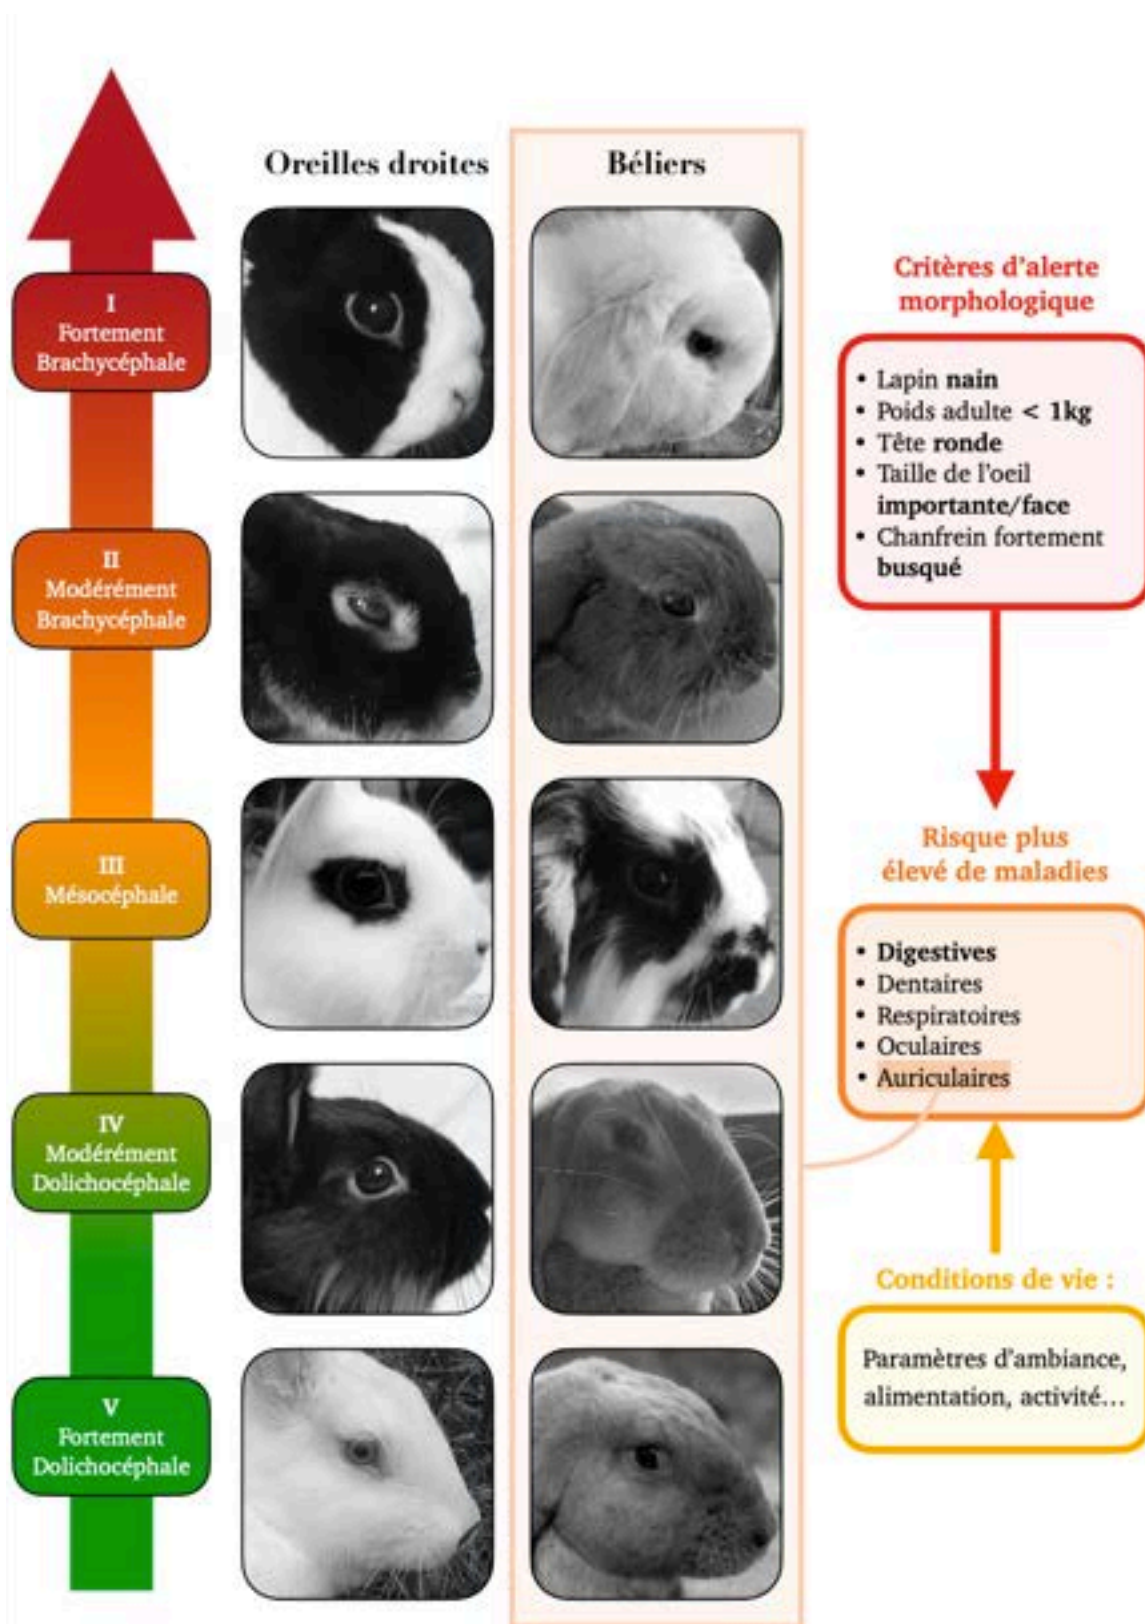 Oreilles droites
Béliers
I
Fortement
Brachycéphale
II
Modérément
Brachycéphale
III
Mésocéphale
IV
Modérément
Dolichocéphale
V
Fortement
Dolichocéphale
Critères d'alerte
morphologique
• Lapin nain
• Poids adulte < 1kg
• Tête ronde
• Taille de l'oeil
importante/face
• Chanfrein fortement
busqué
Risque plus
élevé de maladies
• Digestives
• Dentaires
• Respiratoires
• Oculaires
• Auriculaires
Conditions de vie :
Paramètres d'ambiance,
alimentation, activité...